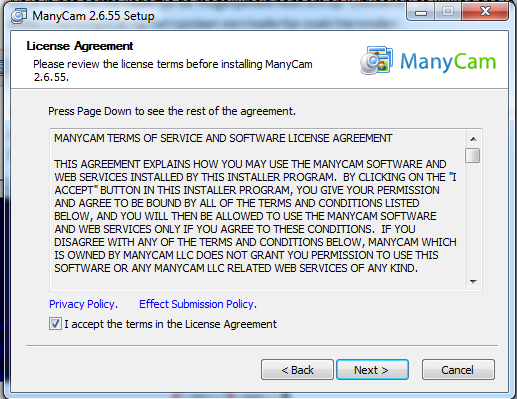 ManyCam 2.6.55 Setup
License Agreement
Please review the license terms before installing ManyCam
2.6.55.
ManyCam
Press Page Down to see the rest of the agreement.
MANYCAM TERMS OF SERVICE AND SOFTWARE LICENSE AGREEMENT
THIS AGREEMENT EXPLAINS HOW YOU MAY USE THE MANYCAM SOFTWARE AND
WEB SERVICES INSTALLED BY THIS INSTALLER PROGRAM.  BY CLICKING ON THE "I
ACCEPT" BUTTON IN THIS INSTALLER PROGRAM, YOU GIVE YOUR PERMISSION
AND AGREE TO BE BOUND BY ALL OF THE TERMS AND CONDITIONS LISTED
BELOW, AND YOU WILL THEN BE ALLOWED TO USE THE MANYCAM SOFTWARE
AND WEB SERVICES ONLY IF YOU AGREE TO THESE CONDITIONS.  IF YOU
DISAGREE WITH ANY OF THE TERMS AND CONDITIONS BELOW, MANYCAM WHICH
IS OWNED BY MANYCAM LLC DOES NOT GRANT YOU PERMISSION TO USE THIS
SOFTWARE OR ANY MANYCAM LLC RELATED WEB SERVICES OF ANY KIND.
Privacy Policy. Effect Submission Policy.
I accept the terms in the License Agreement
< Back Next > Cancel